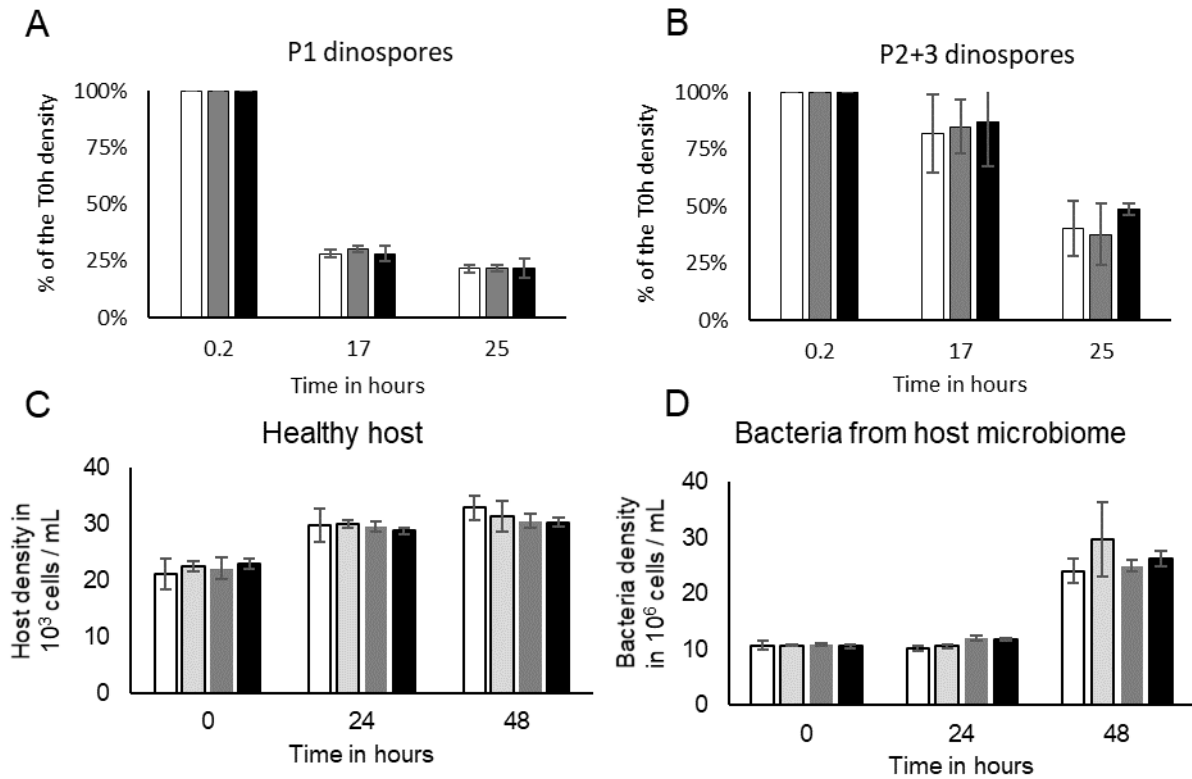 A
P1 dinospores
% of the T0h density
100%
75%
50%
25%
0%
0.2 17 25
Time in hours
B
P2+3 dinospores
% of the T0h density
100%
75%
50%
25%
0%
0.2 17 25
Time in hours
C
Healthy host
Host density in
10³ cells / mL
40
30
20
10
0
0 24 48
Time in hours
D
Bacteria from host microbiome
Bacteria density
in 10⁶ cells / mL
40
30
20
10
0
0 24 48
Time in hours